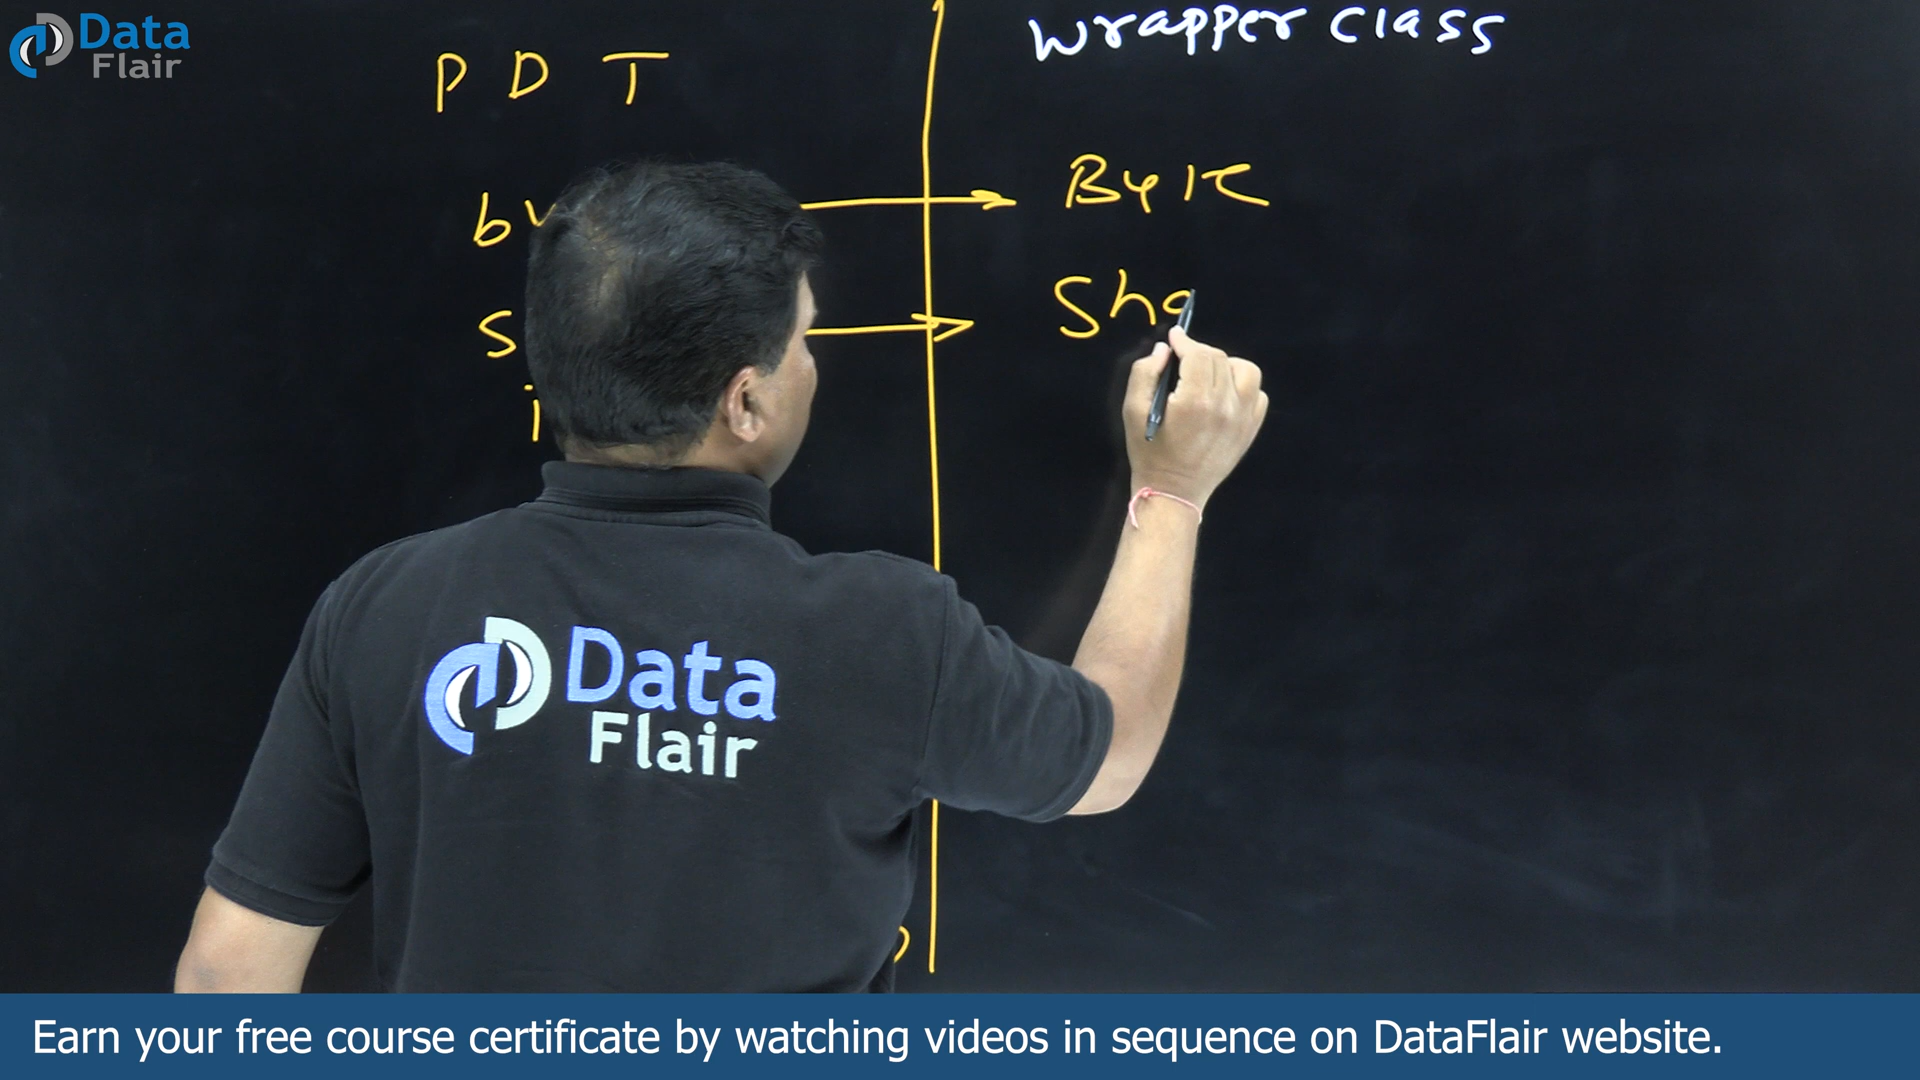 Data
Flair
P D T
wrapper class
Byte
Data
Flair
Earn your free course certificate by watching videos in sequence on DataFlair website.